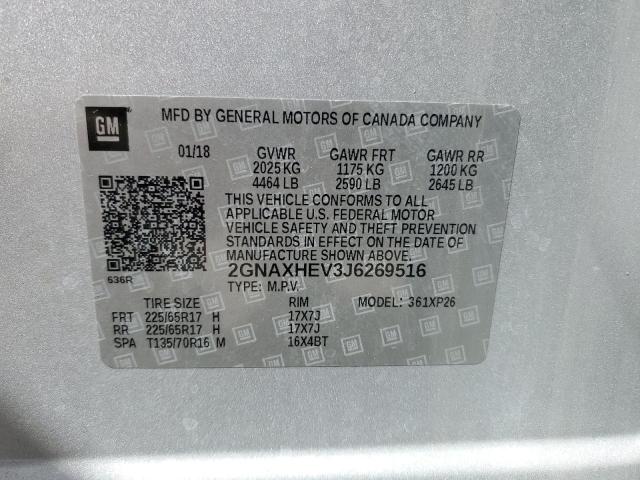 GM
MFD BY GENERAL MOTORS OF CANADA COMPANY
01/18 GVWR GAWR FRT GAWR RR
2025 KG 1175 KG 1200 KG
4464 LB 2590 LB 2645 LB
THIS VEHICLE CONFORMS TO ALL
APPLICABLE U.S. FEDERAL MOTOR
VEHICLE SAFETY AND THEFT PREVENTION
STANDARDS IN EFFECT ON THE DATE OF
MANUFACTURE SHOWN ABOVE.
636R 2GNAXHEV3J6269516
TYPE: M.P.V.
TIRE SIZE RIM MODEL: 361XP26
FRT 225/65R17 H 17X7J
RR 225/65R17 H 17X7J
SPA T135/70R16 M 16X4BT